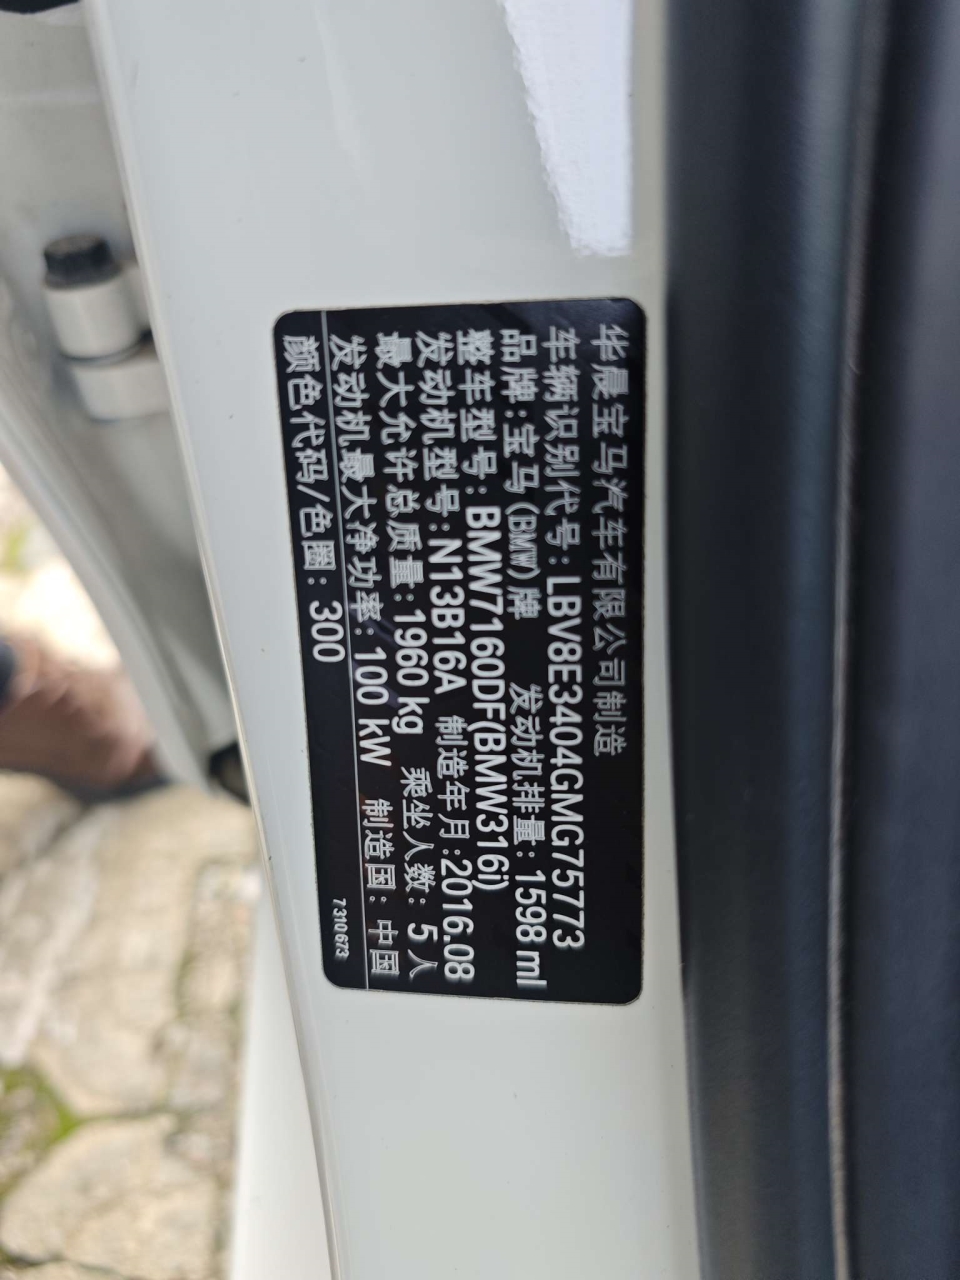 华晨宝马汽车有限公司制造
车辆识别代号: LBV8E3404GMG75773
品牌: 宝马(BMW)牌 发动机排量: 1598 ml
整车型号: BMW7160DF(BMW316i)
发动机型号: N13B16A 制造年月: 2016.08
最大允许总质量: 1960 kg 乘坐人数: 5人
发动机最大净功率: 100 kW 制造国: 中国
颜色代码/色圈: 300 7 310 673